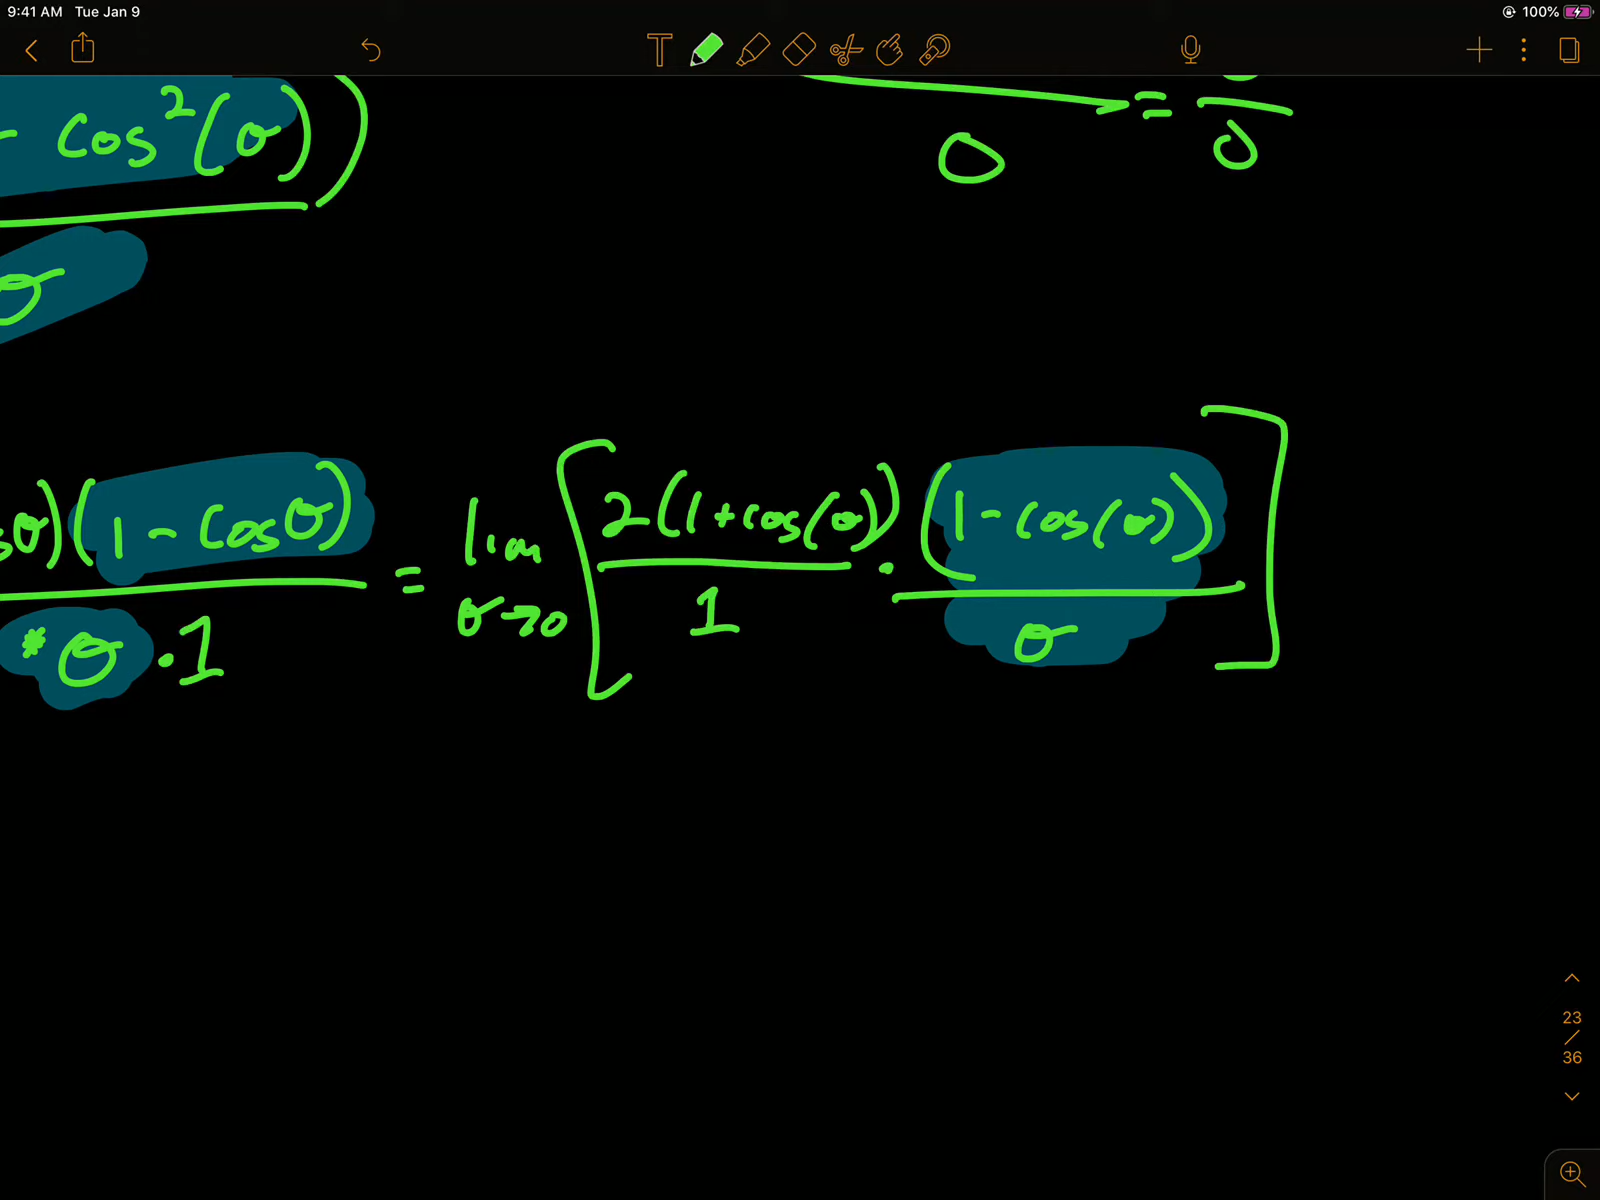 9:41 AM Tue Jan 9
100%
- cos²(θ))
= 0
0
θ
θ)(1 - cosθ) = lim [2(1+cos(θ)) · (1 - cos(θ))]
* θ · 1 θ→0 1 θ
23
/
36